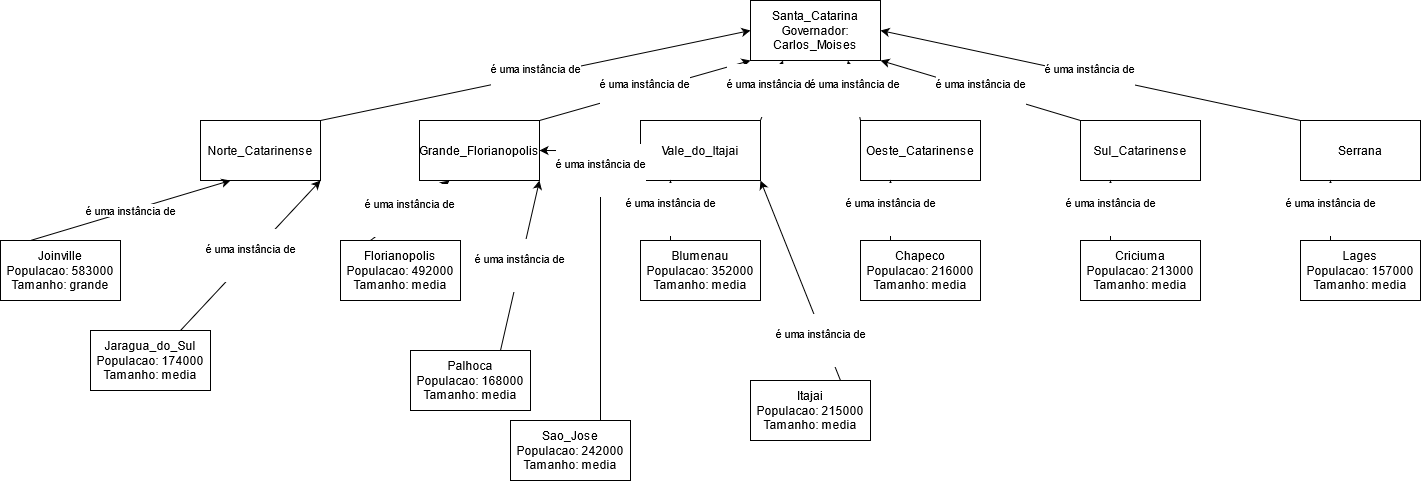 Santa_Catarina
Governador:
Carlos_Moises
é uma instância de
é uma instância de
é uma instância de
é uma instância de
é uma instância de
é uma instância de
Norte_Catarinense
Grande_Florianopolis
Vale_do_Itajai
Oeste_Catarinense
Sul_Catarinense
Serrana
é uma instância de
é uma instância de
é uma instância de
é uma instância de
é uma instância de
é uma instância de
é uma instância de
é uma instância de
é uma instância de
é uma instância de
Joinville
Populacao: 583000
Tamanho: grande
Florianopolis
Populacao: 492000
Tamanho: media
Blumenau
Populacao: 352000
Tamanho: media
Chapeco
Populacao: 216000
Tamanho: media
Criciuma
Populacao: 213000
Tamanho: media
Lages
Populacao: 157000
Tamanho: media
Jaragua_do_Sul
Populacao: 174000
Tamanho: media
Palhoca
Populacao: 168000
Tamanho: media
Itajai
Populacao: 215000
Tamanho: media
Sao_Jose
Populacao: 242000
Tamanho: media